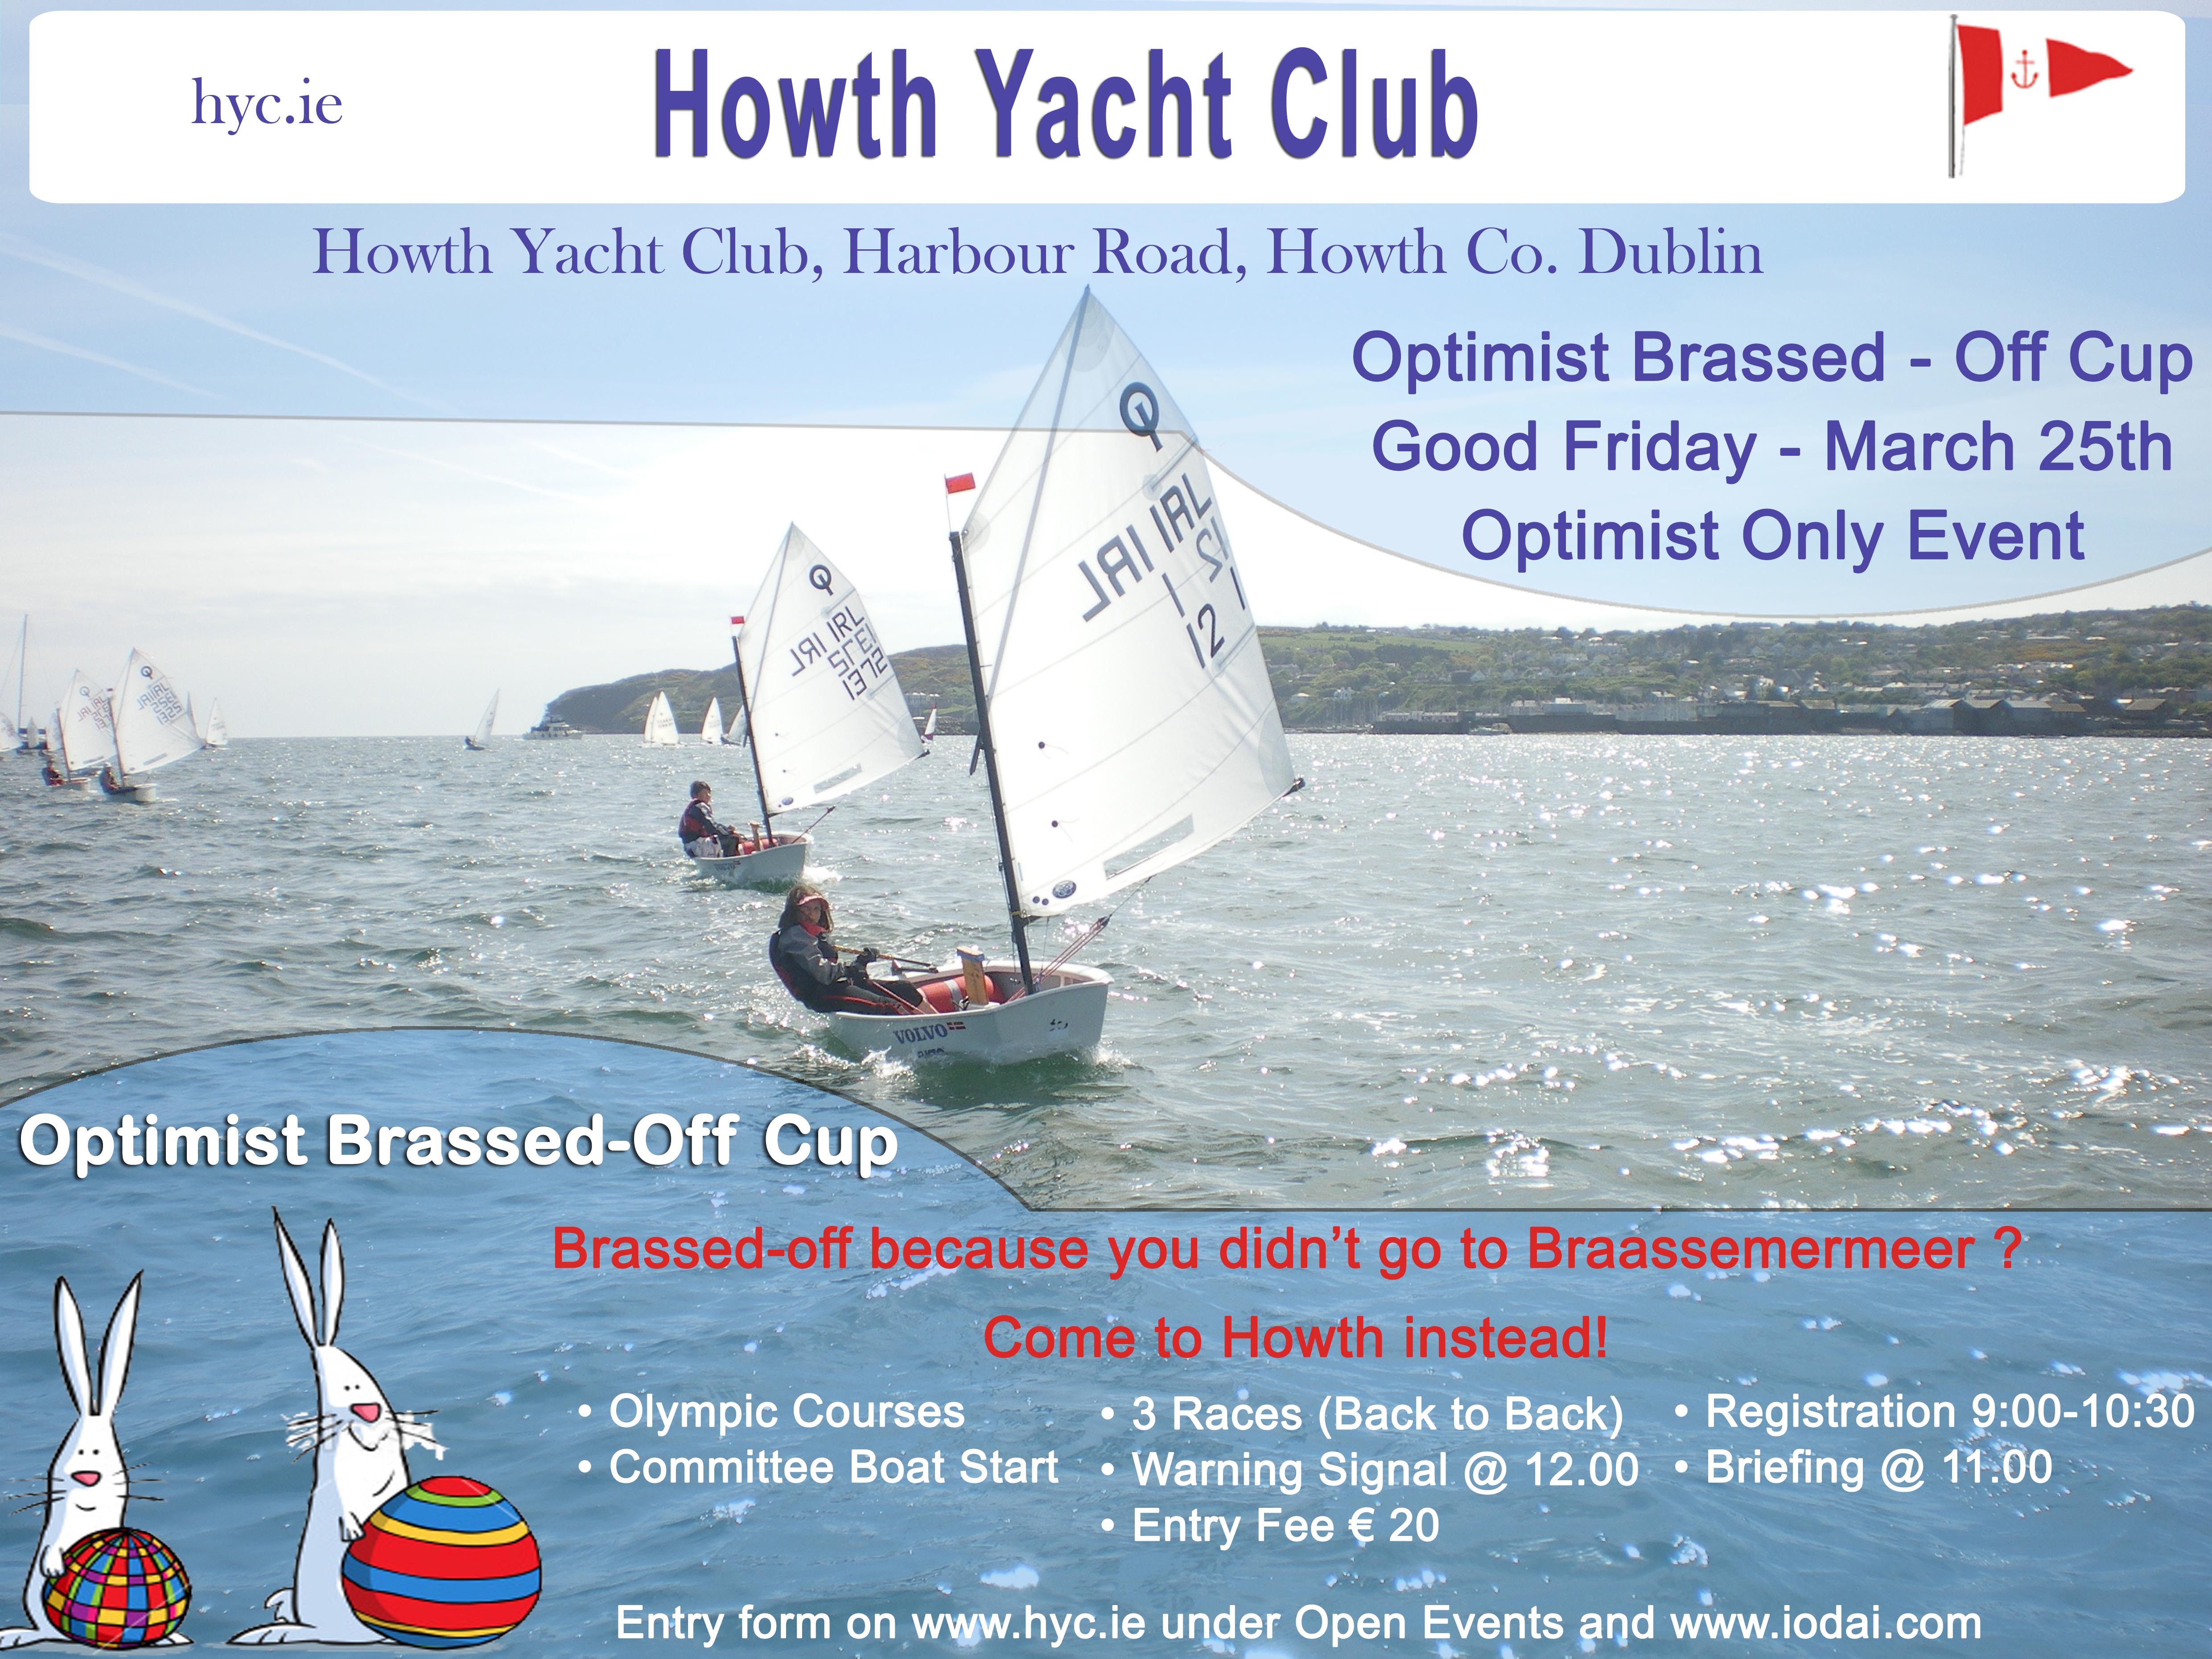 hyc.ie
Howth Yacht Club
Howth Yacht Club, Harbour Road, Howth Co. Dublin
Optimist Brassed - Off Cup
Good Friday - March 25th
Optimist Only Event
IRL IRL
12
1
1
12
IRL IRL
1372
VOLVO
Optimist Brassed-Off Cup
Brassed-off because you didn't go to Braassemermeer ?
Come to Howth instead!
• Olympic Courses
• Committee Boat Start
• 3 Races (Back to Back)
• Warning Signal @ 12.00
• Entry Fee € 20
• Registration 9:00-10:30
• Briefing @ 11.00
Entry form on www.hyc.ie under Open Events and www.iodai.com